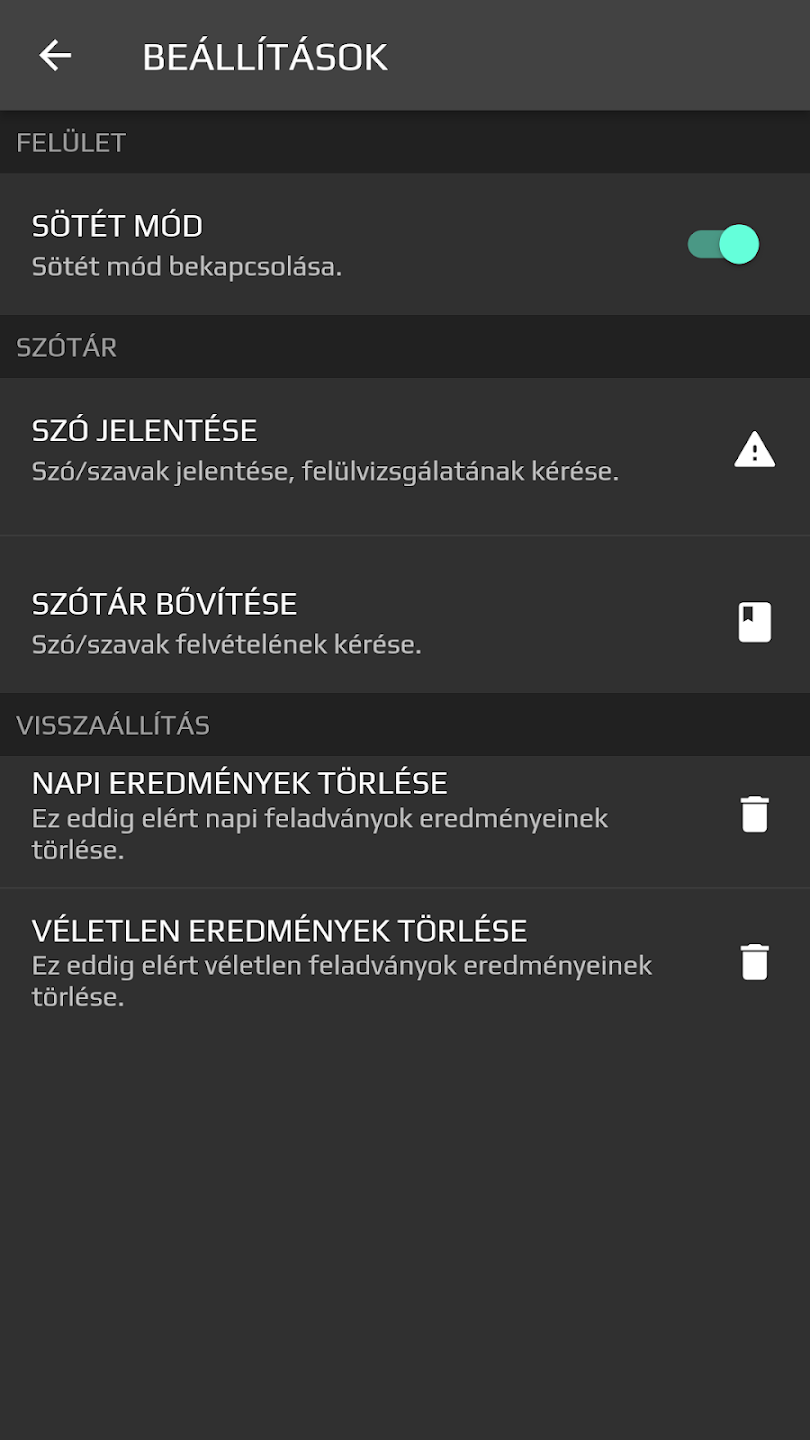 BEÁLLÍTÁSOK
FELÜLET
SÖTÉT MÓD
Sötét mód bekapcsolása.
SZÓTÁR
SZÓ JELENTÉSE
Szó/szavak jelentése, felülvizsgálatának kérése.
SZÓTÁR BŐVÍTÉSE
Szó/szavak felvételének kérése.
VISSZAÁLLÍTÁS
NAPI EREDMÉNYEK TÖRLÉSE
Ez eddig elért napi feladványok eredményeinek
törlése.
VÉLETLEN EREDMÉNYEK TÖRLÉSE
Ez eddig elért véletlen feladványok eredményeinek
törlése.